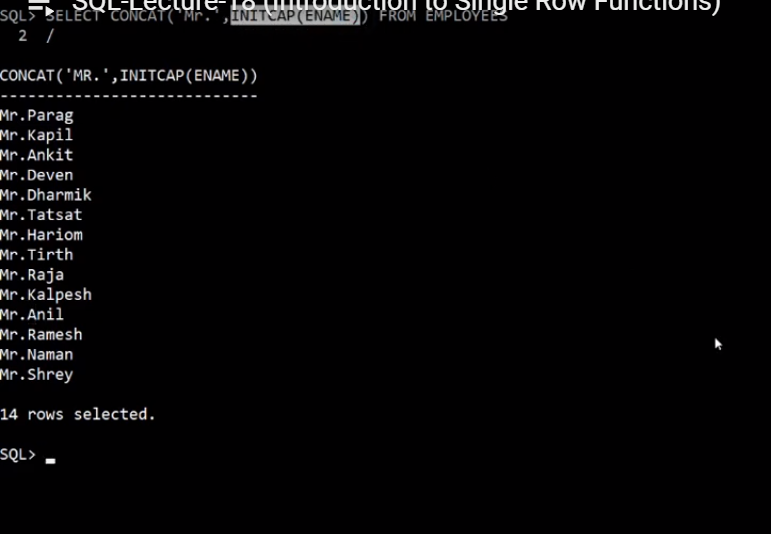 SQL-Lecture-18 (Introduction to Single Row Functions)
SQL> SELECT CONCAT('Mr.',INITCAP(ENAME)) FROM EMPLOYEES
2 /
CONCAT('MR.',INITCAP(ENAME))
----------------------------
Mr.Parag
Mr.Kapil
Mr.Ankit
Mr.Deven
Mr.Dharmik
Mr.Tatsat
Mr.Hariom
Mr.Tirth
Mr.Raja
Mr.Kalpesh
Mr.Anil
Mr.Ramesh
Mr.Naman
Mr.Shrey
14 rows selected.
SQL> _